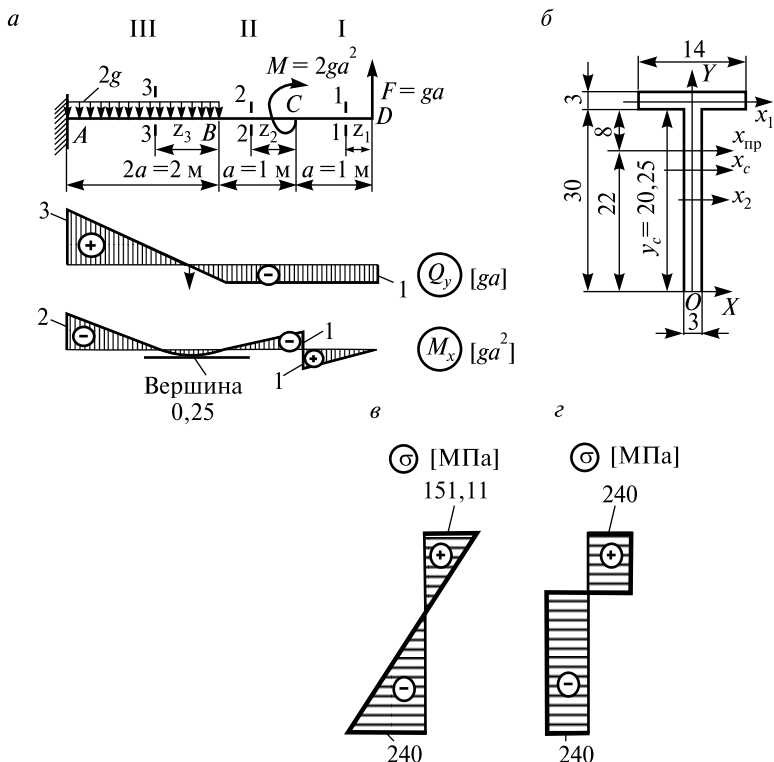 а
III II I
M = 2ga²
F = ga
2g
3 2 C 1
A 3 z₃ B 2 z₂ 1 z₁ D
2a = 2 м a = 1 м a = 1 м
3
+
−
1
Qy [ga]
2
−
−
1
+
1
Mx [ga²]
Вершина
0,25
б
14
Y
3
x₁
8
xпр
xc
x₂
30
22
yc = 20,25
O
X
3
в
σ [МПа]
151,11
+
−
240
г
σ [МПа]
240
+
−
240